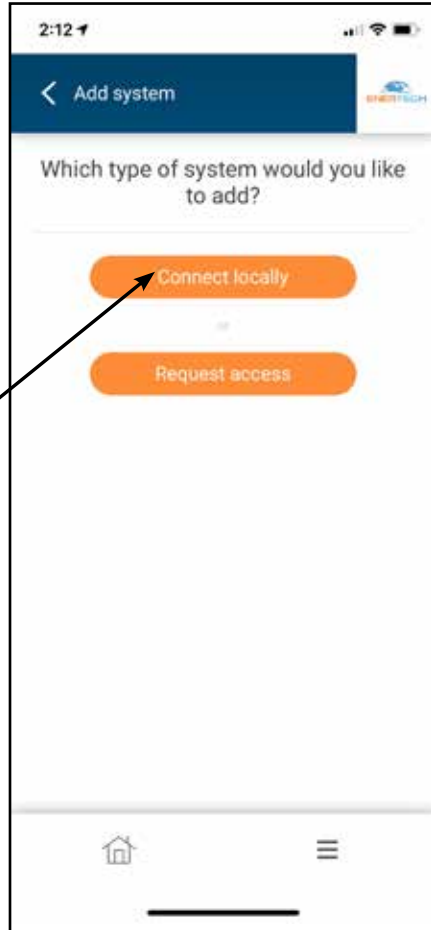 2:12
Add system
ENERTECH
Which type of system would you like
to add?
Connect locally
or
Request access